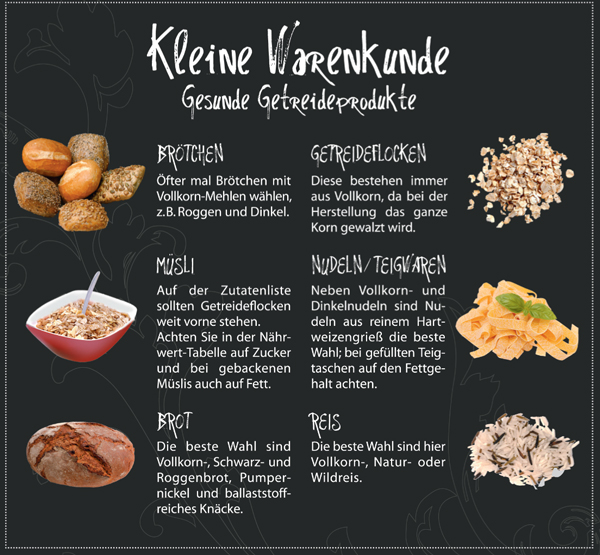 Kleine Warenkunde
Gesunde Getreideprodukte
BRÖTCHEN
Öfter mal Brötchen mit
Vollkorn-Mehlen wählen,
z.B. Roggen und Dinkel.
GETREIDEFLOCKEN
Diese bestehen immer
aus Vollkorn, da bei der
Herstellung das ganze
Korn gewalzt wird.
MÜSLI
Auf der Zutatenliste
sollten Getreideflocken
weit vorne stehen.
Achten Sie in der Nähr-
wert-Tabelle auf Zucker
und bei gebackenen
Müslis auch auf Fett.
NUDELN/TEIGWAREN
Neben Vollkorn- und
Dinkelnudeln sind Nu-
deln aus reinem Hart-
weizengrieß die beste
Wahl; bei gefüllten Teig-
taschen auf den Fettge-
halt achten.
BROT
Die beste Wahl sind
Vollkorn-, Schwarz- und
Roggenbrot, Pumper-
nickel und ballaststoff-
reiches Knäcke.
REIS
Die beste Wahl sind hier
Vollkorn-, Natur- oder
Wildreis.